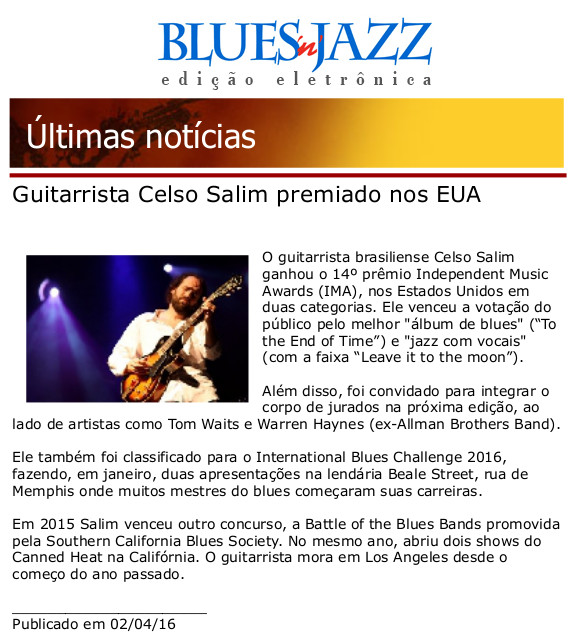 BLUES'n'JAZZ
edição eletrônica
Últimas notícias
Guitarrista Celso Salim premiado nos EUA
O guitarrista brasiliense Celso Salim
ganhou o 14º prêmio Independent Music
Awards (IMA), nos Estados Unidos em
duas categorias. Ele venceu a votação do
público pelo melhor "álbum de blues" (“To
the End of Time”) e "jazz com vocais"
(com a faixa “Leave it to the moon”).
Além disso, foi convidado para integrar o
corpo de jurados na próxima edição, ao
lado de artistas como Tom Waits e Warren Haynes (ex-Allman Brothers Band).
Ele também foi classificado para o International Blues Challenge 2016,
fazendo, em janeiro, duas apresentações na lendária Beale Street, rua de
Memphis onde muitos mestres do blues começaram suas carreiras.
Em 2015 Salim venceu outro concurso, a Battle of the Blues Bands promovida
pela Southern California Blues Society. No mesmo ano, abriu dois shows do
Canned Heat na Califórnia. O guitarrista mora em Los Angeles desde o
começo do ano passado.
Publicado em 02/04/16